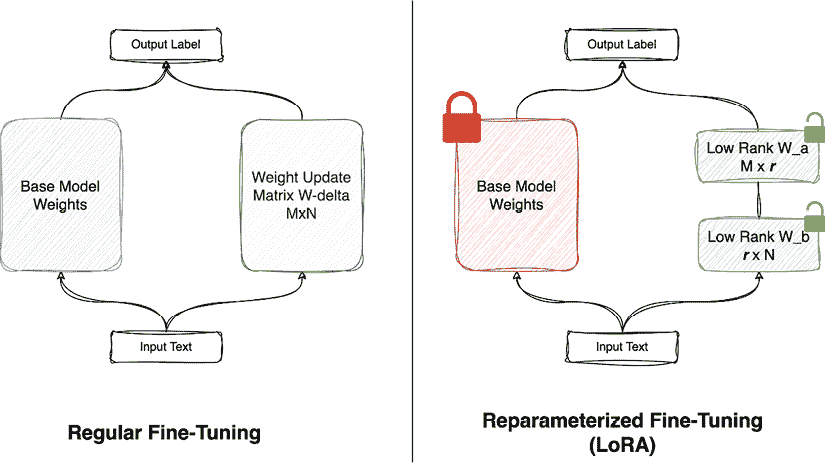 Output Label
Base Model
Weights
Weight Update
Matrix W-delta
MxN
Input Text
Regular Fine-Tuning
Output Label
Base Model
Weights
Low Rank W_a
M x r
Low Rank W_b
r x N
Input Text
Reparameterized Fine-Tuning
(LoRA)